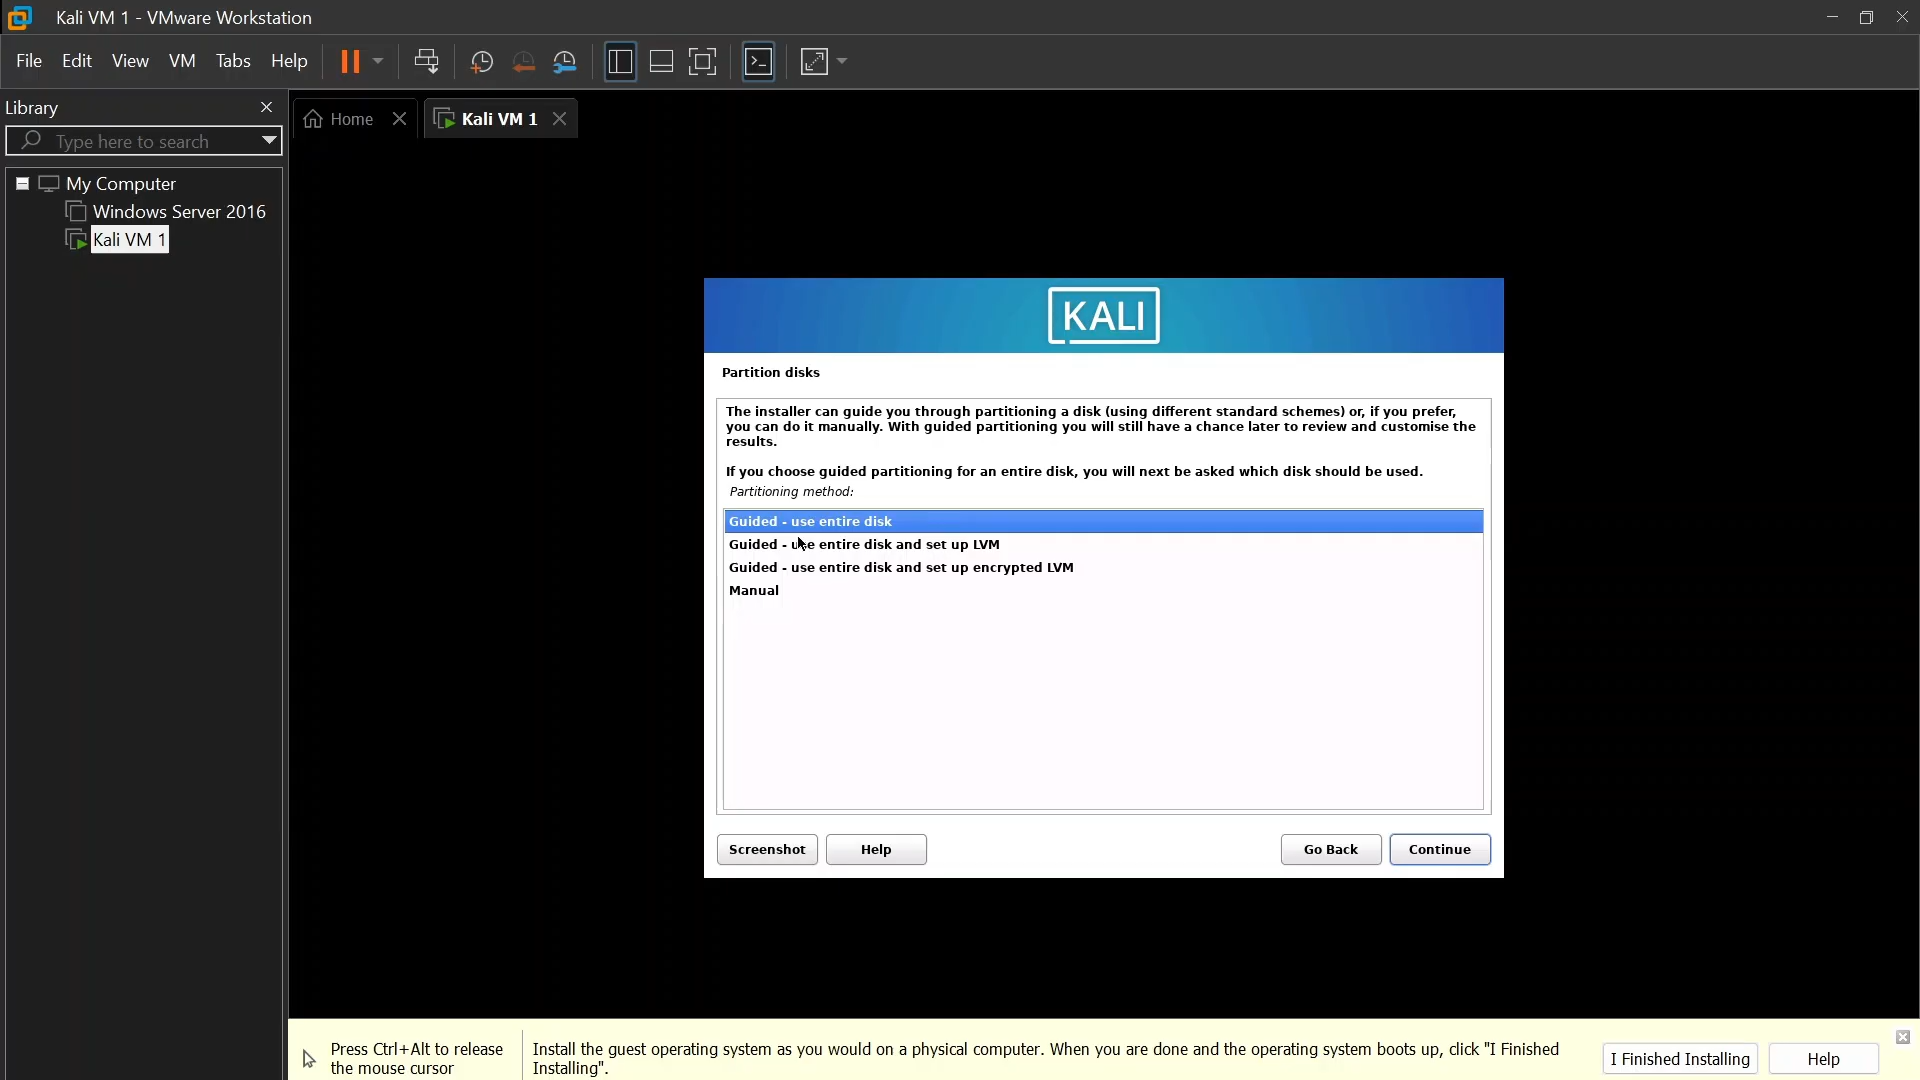 Kali VM 1 - VMware Workstation
File Edit View VM Tabs Help
Library
Type here to search
My Computer
Windows Server 2016
Kali VM 1
Home
Kali VM 1
KALI
Partition disks
The installer can guide you through partitioning a disk (using different standard schemes) or, if you prefer,
you can do it manually. With guided partitioning you will still have a chance later to review and customise the
results.
If you choose guided partitioning for an entire disk, you will next be asked which disk should be used.
Partitioning method:
Guided - use entire disk
Guided - use entire disk and set up LVM
Guided - use entire disk and set up encrypted LVM
Manual
Screenshot Help Go Back Continue
Press Ctrl+Alt to release
the mouse cursor
Install the guest operating system as you would on a physical computer. When you are done and the operating system boots up, click "I Finished
Installing".
I Finished Installing Help